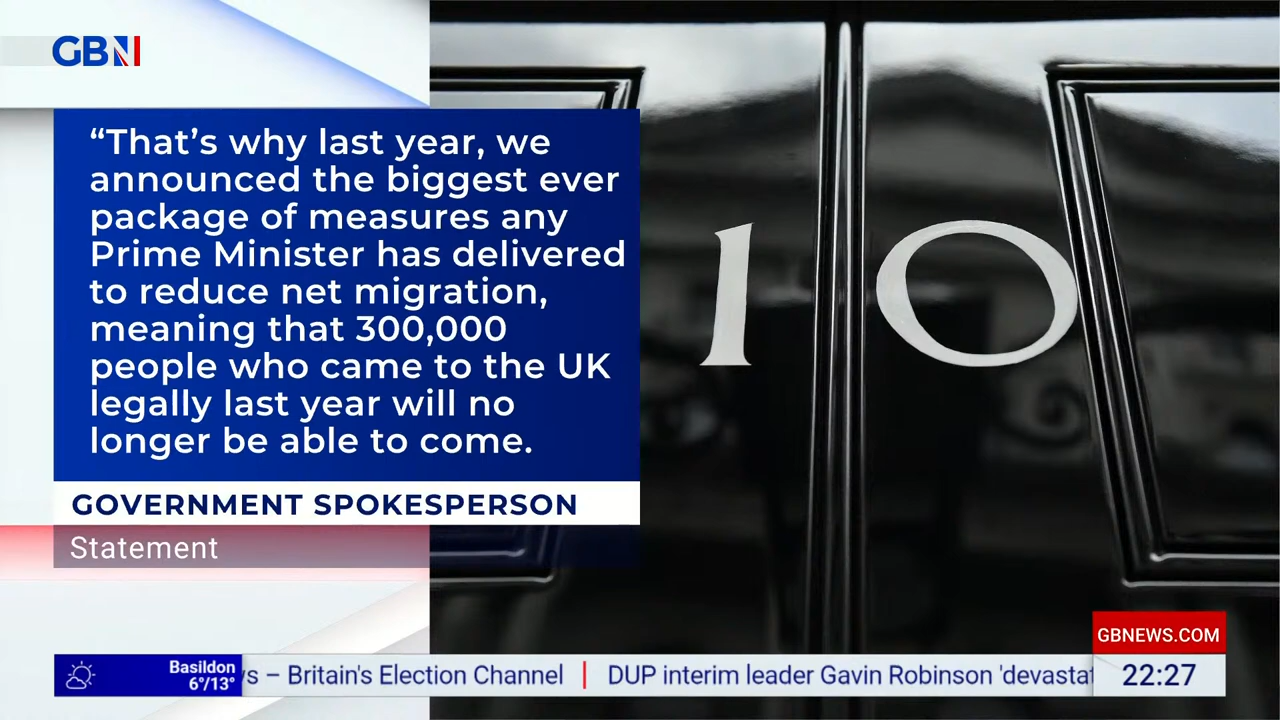 GBN
“That’s why last year, we
announced the biggest ever
package of measures any
Prime Minister has delivered
to reduce net migration,
meaning that 300,000
people who came to the UK
legally last year will no
longer be able to come.
GOVERNMENT SPOKESPERSON
Statement
10
GBNEWS.COM
Basildon
6°/13°
s – Britain's Election Channel | DUP interim leader Gavin Robinson 'devasta
22:27